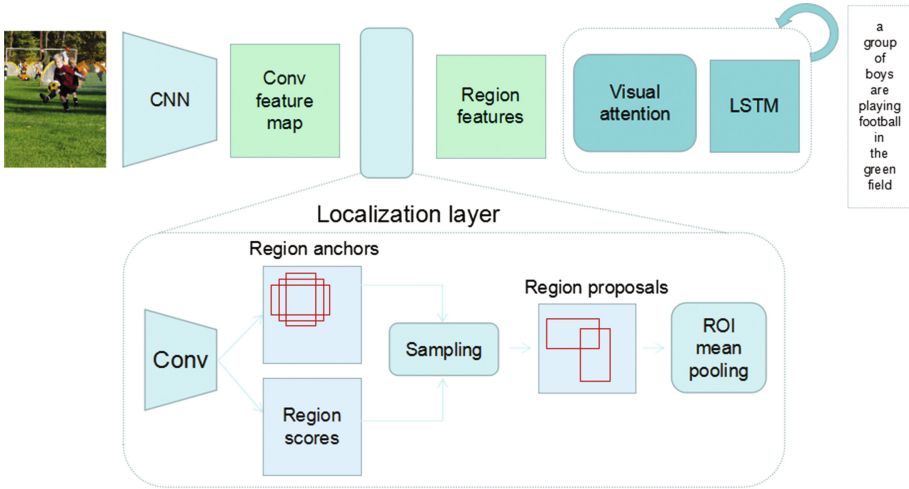 CNN
Conv
feature
map
Region
features
Visual
attention
LSTM
a
group
of
boys
are
playing
football
in
the
green
field
Localization layer
Region anchors
Conv
Region
scores
Sampling
Region proposals
ROI
mean
pooling